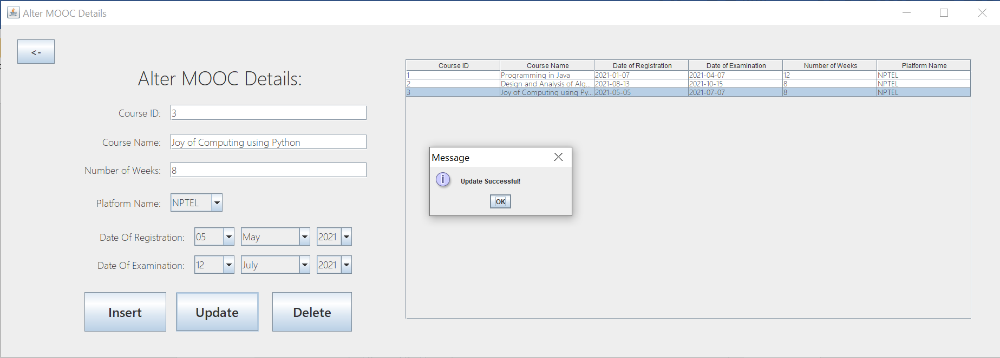 Alter MOOC Details
<-
Alter MOOC Details:
Course ID: 3
Course Name: Joy of Computing using Python
Number of Weeks: 8
Platform Name: NPTEL
Date Of Registration: 05 May 2021
Date Of Examination: 12 July 2021
Insert Update Delete
Course ID Course Name Date of Registration Date of Examination Number of Weeks Platform Name
1 Programming in Java 2021-01-07 2021-04-07 12 NPTEL
2 Design and Analysis of Alg... 2021-08-13 2021-10-15 8 NPTEL
3 Joy of Computing using Py... 2021-05-05 2021-07-07 8 NPTEL
Message
i Update Successful!
OK